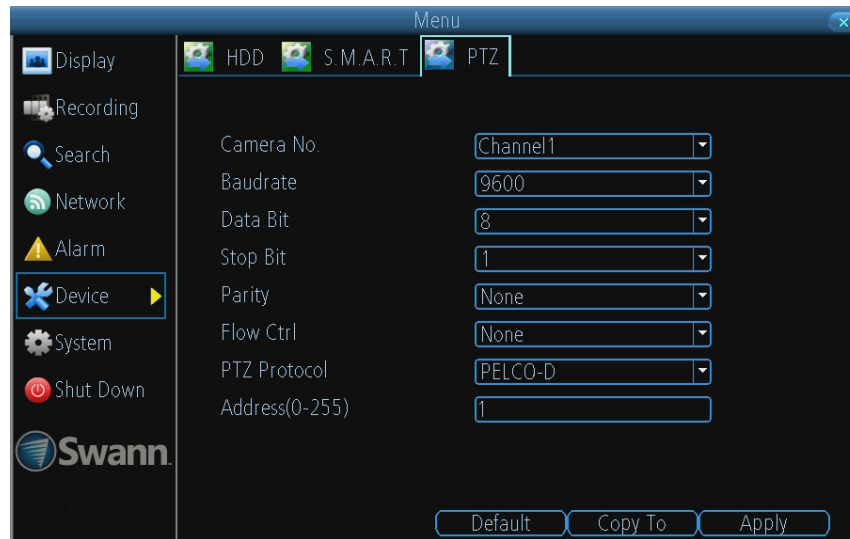 Menu
Display
Recording
Search
Network
Alarm
Device
System
Shut Down
Swann.
HDD S.M.A.R.T PTZ
Camera No. Channel1
Baudrate 9600
Data Bit 8
Stop Bit 1
Parity None
Flow Ctrl None
PTZ Protocol PELCO-D
Address(0-255) 1
Default Copy To Apply